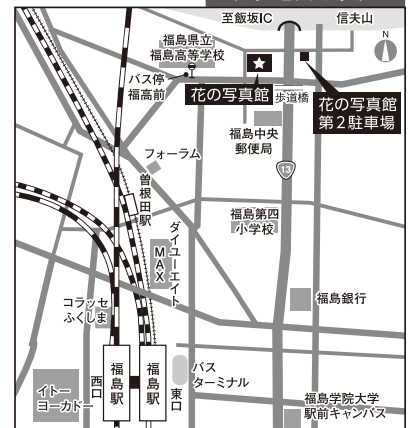 至飯坂IC
信夫山
N
福島県立
福島高等学校
バス停
福高前
花の写真館
歩道橋
花の写真館
第2駐車場
福島中央
郵便局
フォーラム
13
曽根田駅
福島第四
小学校
ダイユーエイト
MAX
コラッセ
ふくしま
福島銀行
福島駅
福島駅
西口
東口
バス
ターミナル
イトー
ヨーカドー
福島学院大学
駅前キャンパス